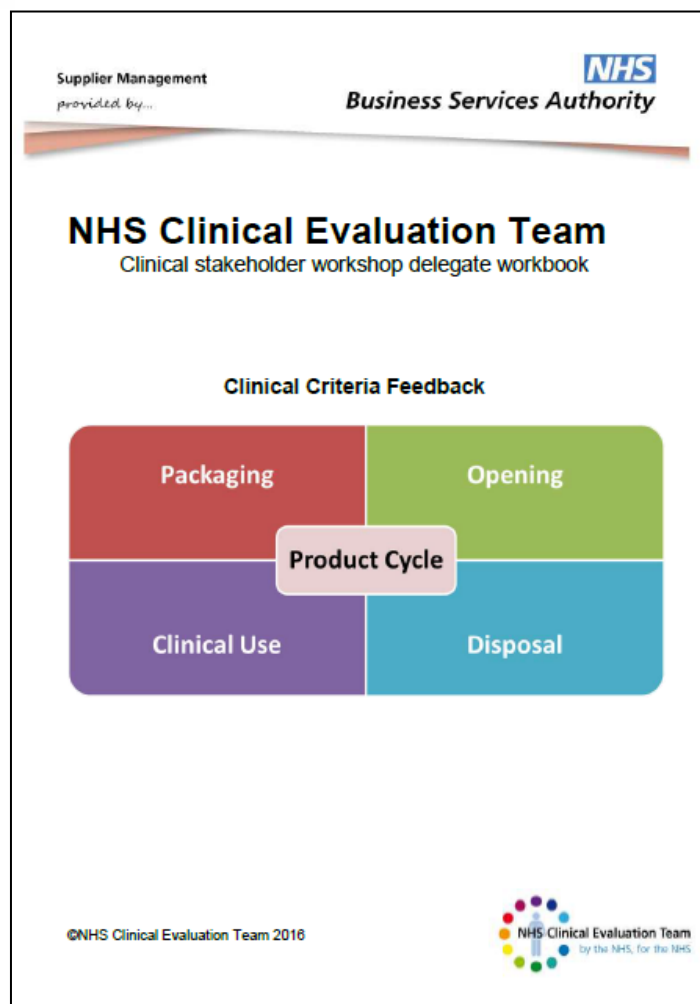 Supplier Management
provided by...
NHS
Business Services Authority
NHS Clinical Evaluation Team
Clinical stakeholder workshop delegate workbook
Clinical Criteria Feedback
Packaging
Opening
Product Cycle
Clinical Use
Disposal
©NHS Clinical Evaluation Team 2016
NHS Clinical Evaluation Team
by the NHS, for the NHS